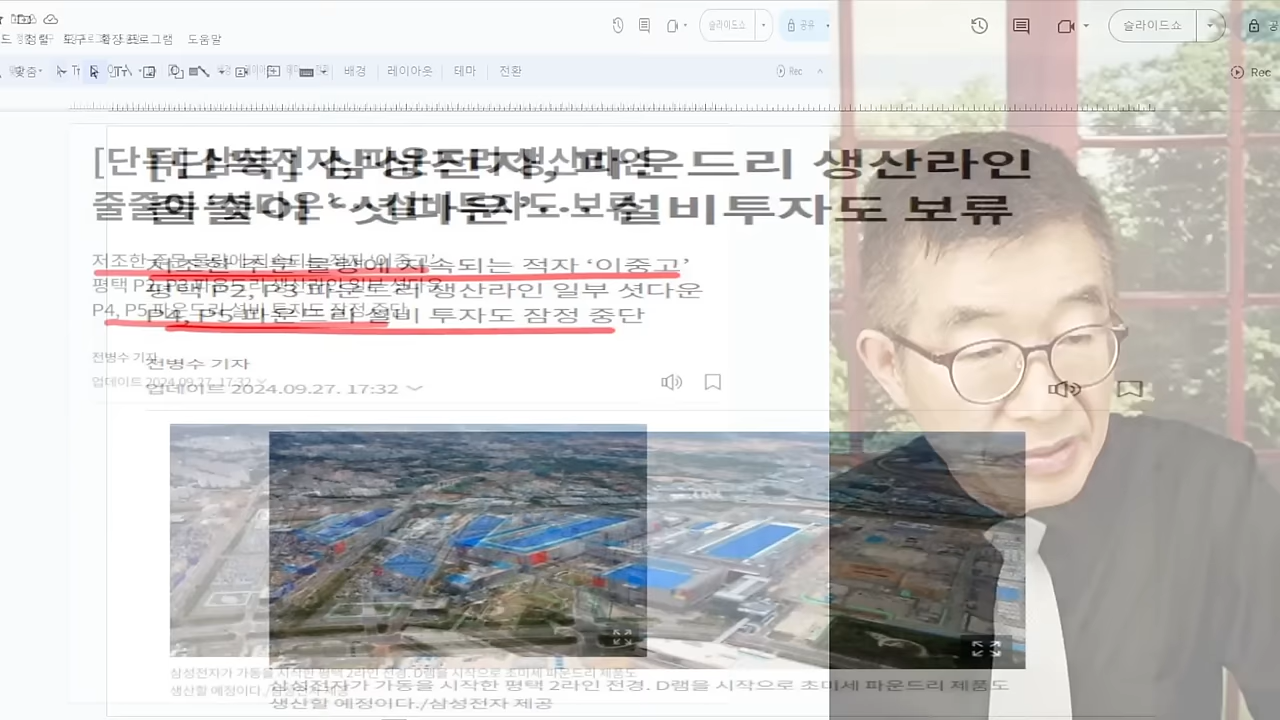 도움말
슬라이드쇼
공유
슬라이드쇼
배경
레이아웃
테마
전환
Rec
Rec
[단독] 삼성전자, 파운드리 생산라인
줄줄이 '셧다운'… 설비투자도 보류
저조한 주문 물량에 지속되는 적자 '이중고'
평택 P2, P3 파운드리 생산라인 일부 셧다운
P4, P5 파운드리 설비 투자도 잠정 중단
전병수 기자
업데이트 2024.09.27. 17:32
삼성전자가 가동을 시작한 평택 2라인 전경. D램을 시작으로 초미세 파운드리 제품도
생산할 예정이다./삼성전자 제공